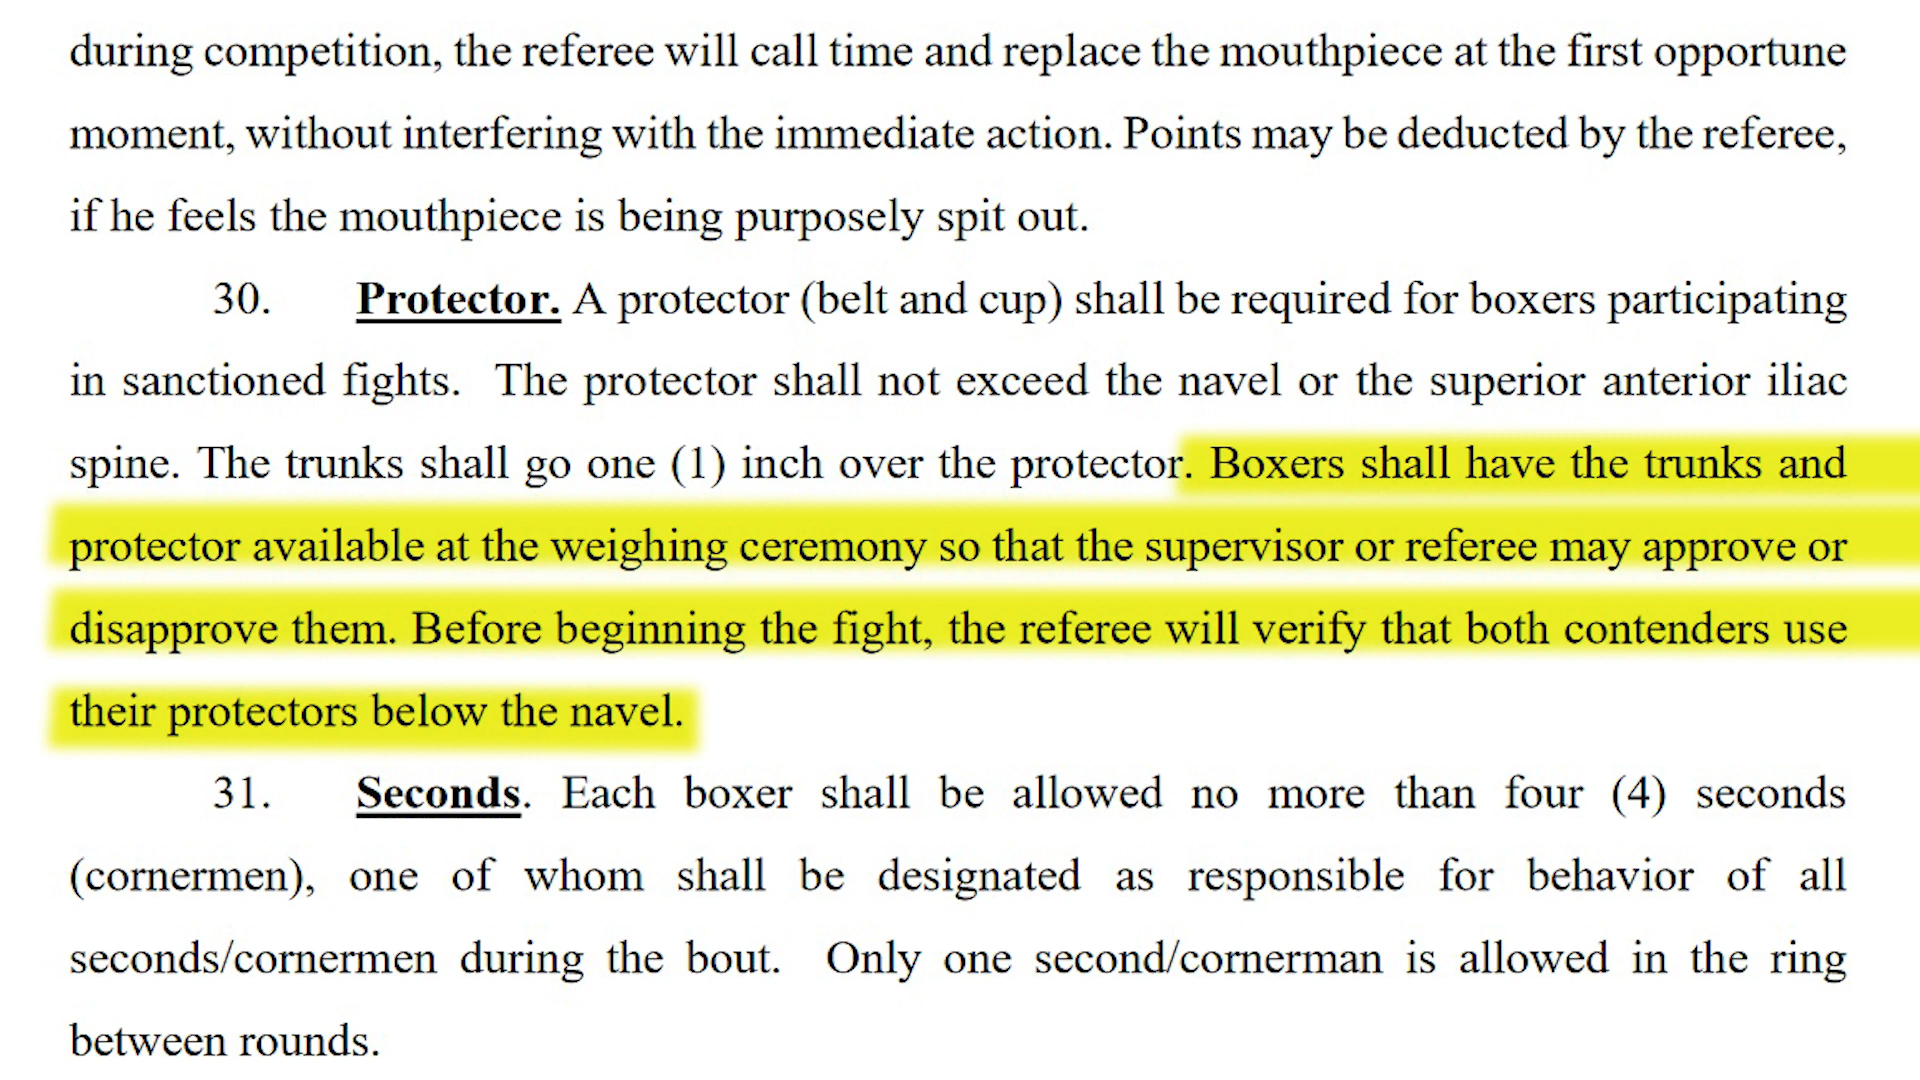 during competition, the referee will call time and replace the mouthpiece at the first opportune
moment, without interfering with the immediate action. Points may be deducted by the referee,
if he feels the mouthpiece is being purposely spit out.
30. Protector. A protector (belt and cup) shall be required for boxers participating
in sanctioned fights. The protector shall not exceed the navel or the superior anterior iliac
spine. The trunks shall go one (1) inch over the protector. Boxers shall have the trunks and
protector available at the weighing ceremony so that the supervisor or referee may approve or
disapprove them. Before beginning the fight, the referee will verify that both contenders use
their protectors below the navel.
31. Seconds. Each boxer shall be allowed no more than four (4) seconds
(cornermen), one of whom shall be designated as responsible for behavior of all
seconds/cornermen during the bout. Only one second/cornerman is allowed in the ring
between rounds.